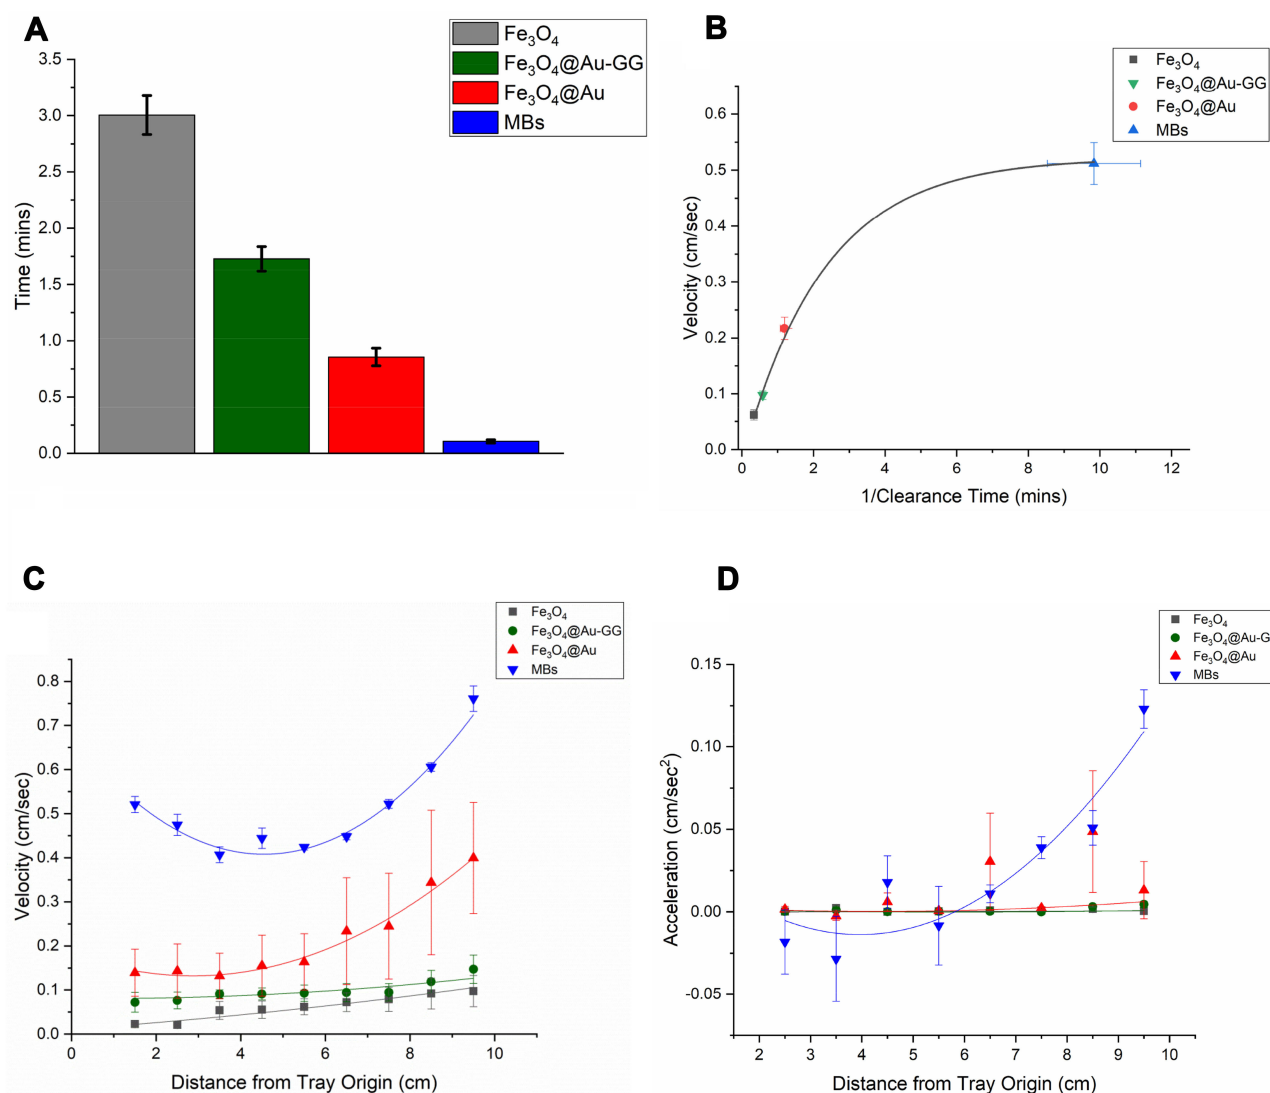 A
Fe₃O₄
Fe₃O₄@Au-GG
Fe₃O₄@Au
MBs
3.5
3.0
2.5
2.0
1.5
1.0
0.5
0.0
Time (mins)
B
Fe₃O₄
Fe₃O₄@Au-GG
Fe₃O₄@Au
MBs
0.6
0.5
0.4
0.3
0.2
0.1
0.0
Velocity (cm/sec)
0 2 4 6 8 10 12
1/Clearance Time (mins)
C
Fe₃O₄
Fe₃O₄@Au-GG
Fe₃O₄@Au
MBs
0.8
0.7
0.6
0.5
0.4
0.3
0.2
0.1
0.0
Velocity (cm/sec)
0 2 4 6 8 10
Distance from Tray Origin (cm)
D
Fe₃O₄
Fe₃O₄@Au-G
Fe₃O₄@Au
MBs
0.15
0.10
0.05
0.00
-0.05
Acceleration (cm/sec²)
2 3 4 5 6 7 8 9 10
Distance from Tray Origin (cm)